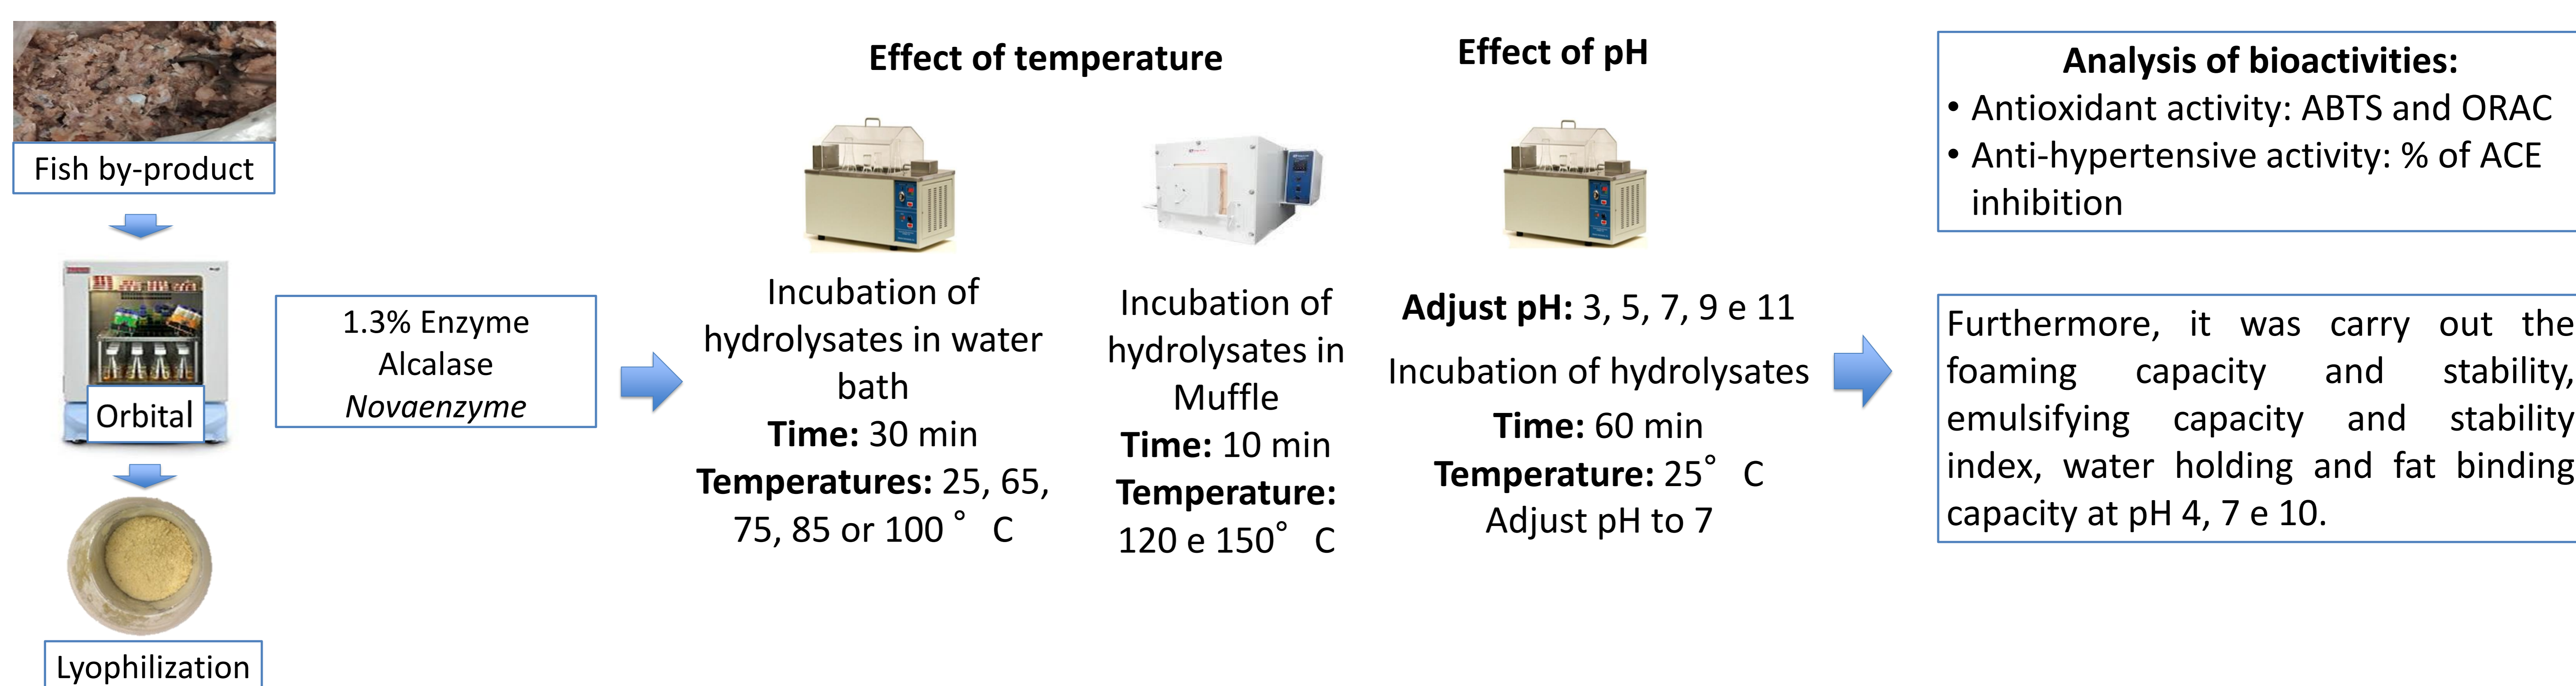 Fish by-product
Orbital
Lyophilization
1.3% Enzyme
Alcalase
Novaenzyme
Effect of temperature
Incubation of
hydrolysates in water
bath
Time: 30 min
Temperatures: 25, 65,
75, 85 or 100 ° C
Incubation of
hydrolysates in
Muffle
Time: 10 min
Temperature:
120 e 150° C
Effect of pH
Adjust pH: 3, 5, 7, 9 e 11
Incubation of hydrolysates
Time: 60 min
Temperature: 25° C
Adjust pH to 7
Analysis of bioactivities:
• Antioxidant activity: ABTS and ORAC
• Anti-hypertensive activity: % of ACE
inhibition
Furthermore, it was carry out the
foaming capacity and stability,
emulsifying capacity and stability
index, water holding and fat binding
capacity at pH 4, 7 e 10.